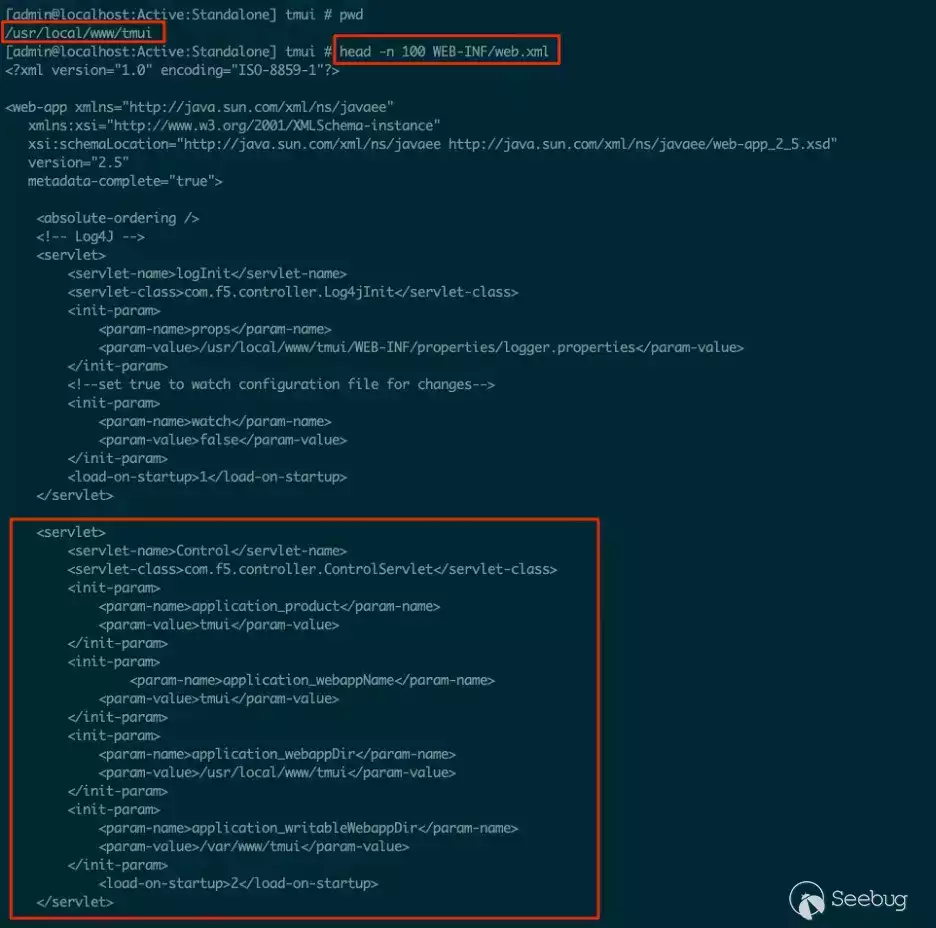 [admin@localhost:Active:Standalone] tmui # pwd
/usr/local/www/tmui
[admin@localhost:Active:Standalone] tmui # head -n 100 WEB-INF/web.xml
<?xml version="1.0" encoding="ISO-8859-1"?>
<web-app xmlns="http://java.sun.com/xml/ns/javaee"
xmlns:xsi="http://www.w3.org/2001/XMLSchema-instance"
xsi:schemaLocation="http://java.sun.com/xml/ns/javaee http://java.sun.com/xml/ns/javaee/web-app_2_5.xsd"
version="2.5"
metadata-complete="true">
<absolute-ordering />
<!-- Log4J -->
<servlet>
<servlet-name>logInit</servlet-name>
<servlet-class>com.f5.controller.Log4jInit</servlet-class>
<init-param>
<param-name>props</param-name>
<param-value>/usr/local/www/tmui/WEB-INF/properties/logger.properties</param-value>
</init-param>
<!--set true to watch configuration file for changes-->
<init-param>
<param-name>watch</param-name>
<param-value>false</param-value>
</init-param>
<load-on-startup>1</load-on-startup>
</servlet>
<servlet>
<servlet-name>Control</servlet-name>
<servlet-class>com.f5.controller.ControlServlet</servlet-class>
<init-param>
<param-name>application_product</param-name>
<param-value>tmui</param-value>
</init-param>
<init-param>
<param-name>application_webappName</param-name>
<param-value>tmui</param-value>
</init-param>
<init-param>
<param-name>application_webappDir</param-name>
<param-value>/usr/local/www/tmui</param-value>
</init-param>
<init-param>
<param-name>application_writableWebappDir</param-name>
<param-value>/var/www/tmui</param-value>
</init-param>
<load-on-startup>2</load-on-startup>
</servlet>
Seebug